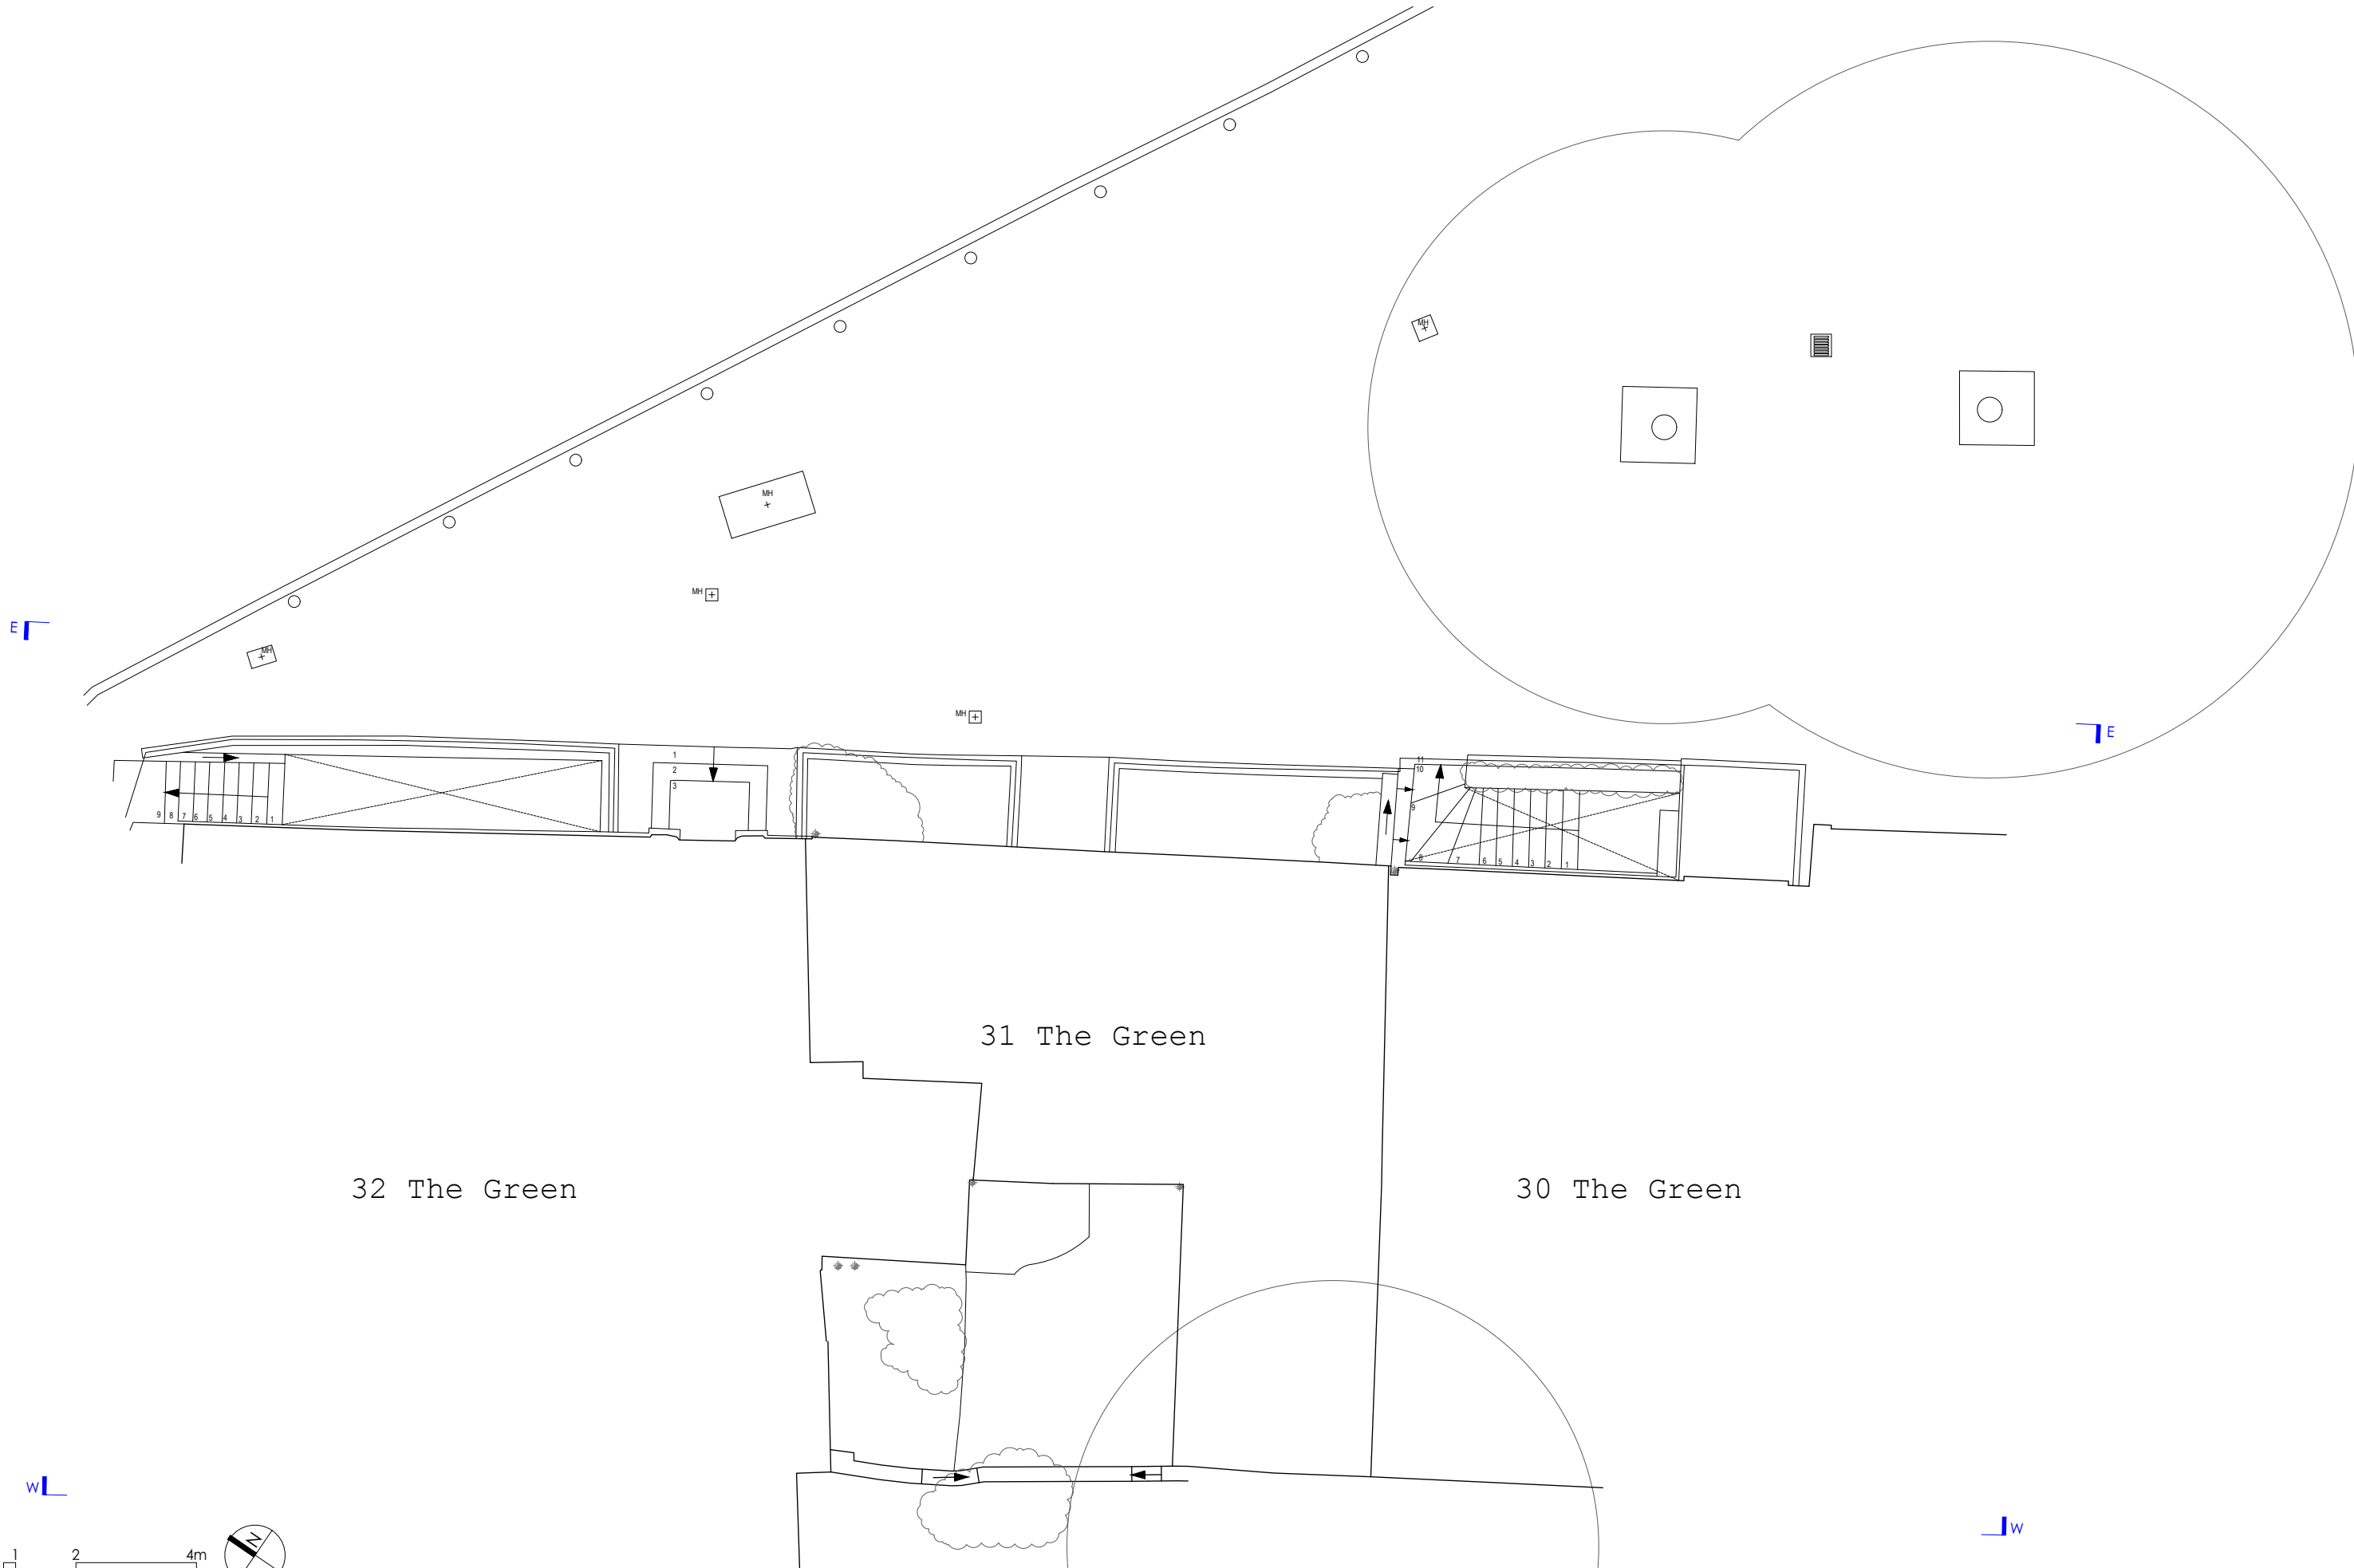 MH
MH
MH
E
MH
MH
E
1
2
3
11
10
9
9 8 7 6 5 4 3 2 1
8 7 6 5 4 3 2 1
31 The Green
32 The Green
30 The Green
W
W
N
1 2 4m